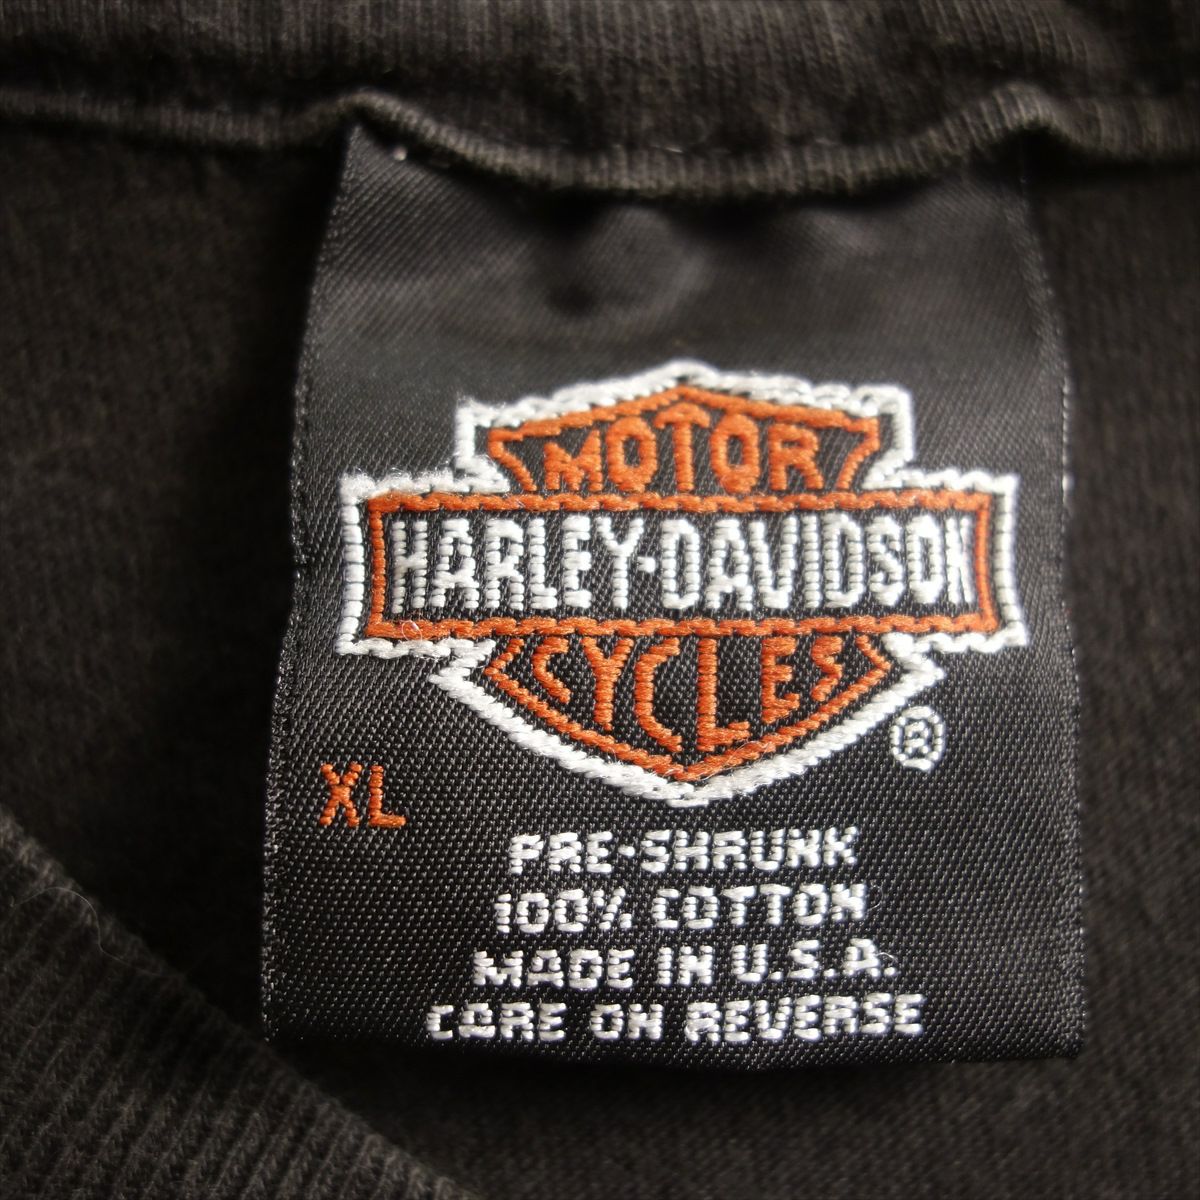 MOTOR
HARLEY-DAVIDSON
CYCLES
®
XL
PRE-SHRUNK
100% COTTON
MADE IN U.S.A.
CARE ON REVERSE